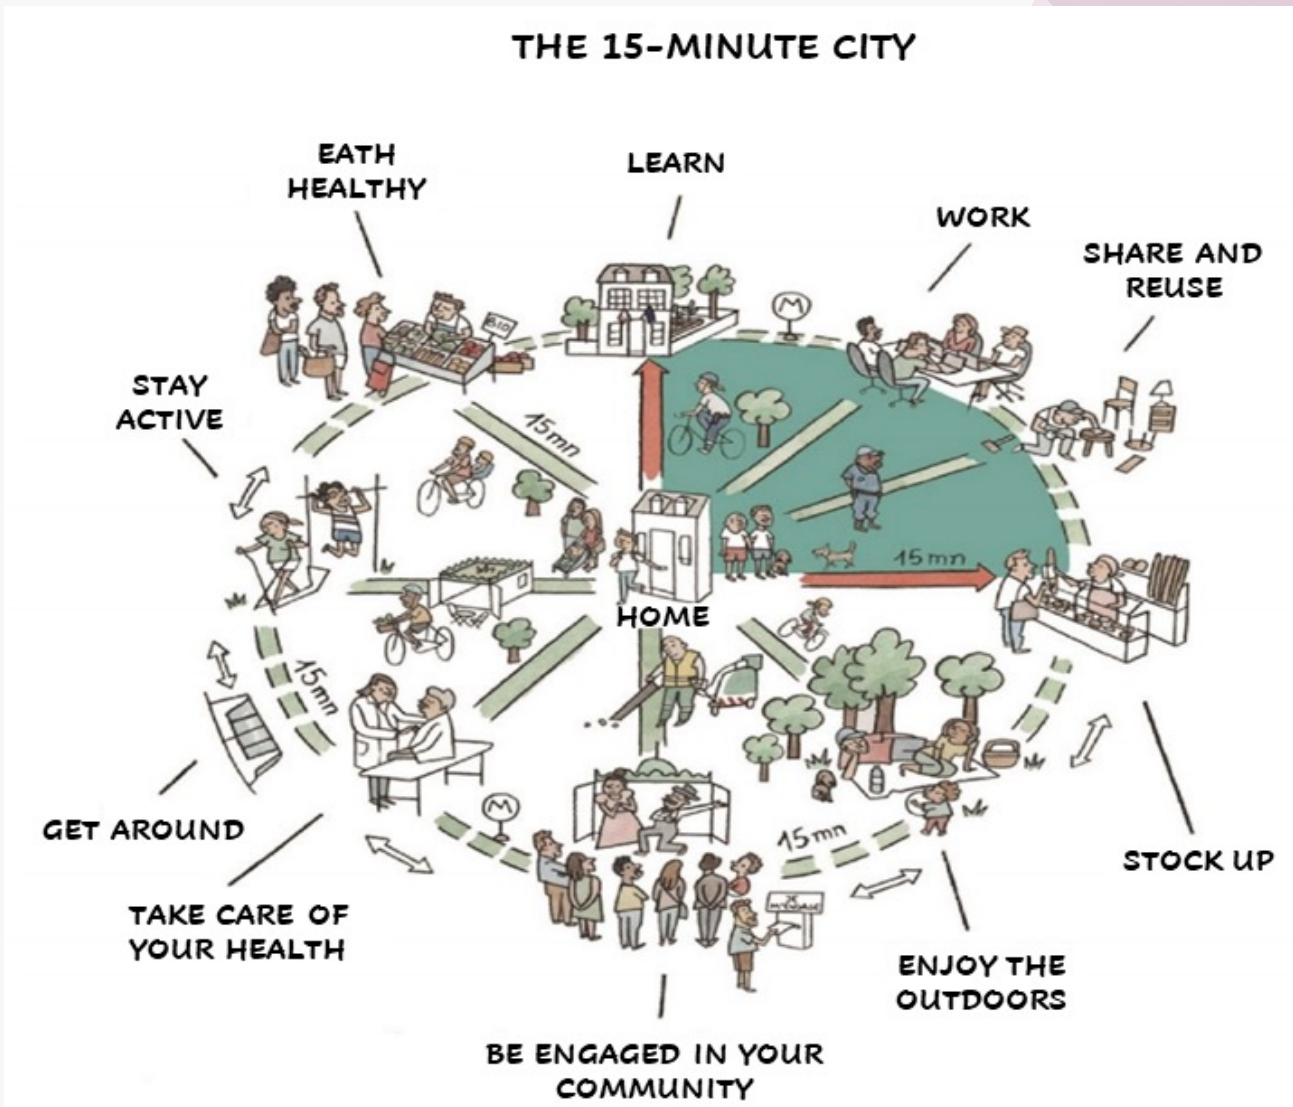 THE 15-MINUTE CITY
EATH
HEALTHY
LEARN
WORK
SHARE AND
REUSE
STAY
ACTIVE
BIO
M
15mn
15mn
HOME
15mn
M
15mn
GET AROUND
TAKE CARE OF
YOUR HEALTH
STOCK UP
ENJOY THE
OUTDOORS
BE ENGAGED IN YOUR
COMMUNITY